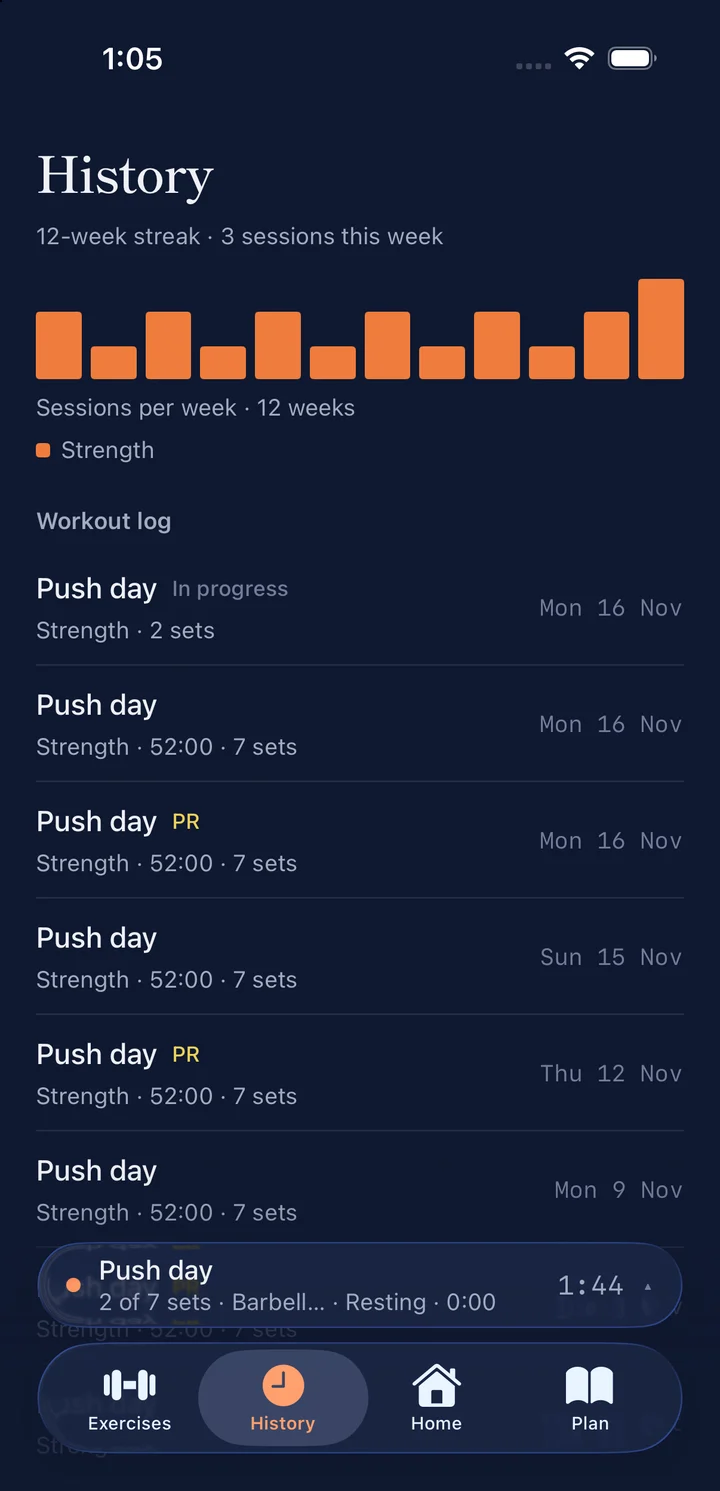 1:05
History
12-week streak · 3 sessions this week
Sessions per week · 12 weeks
Strength
Workout log
Push day In progress
Mon 16 Nov
Strength · 2 sets
Push day
Mon 16 Nov
Strength · 52:00 · 7 sets
Push day PR
Mon 16 Nov
Strength · 52:00 · 7 sets
Push day
Sun 15 Nov
Strength · 52:00 · 7 sets
Push day PR
Thu 12 Nov
Strength · 52:00 · 7 sets
Push day
Mon 9 Nov
Strength · 52:00 · 7 sets
Push day
2 of 7 sets · Barbell... · Resting · 0:00
1:44
Strength · 52:00 · 7 sets
Exercises
History
Home
Plan